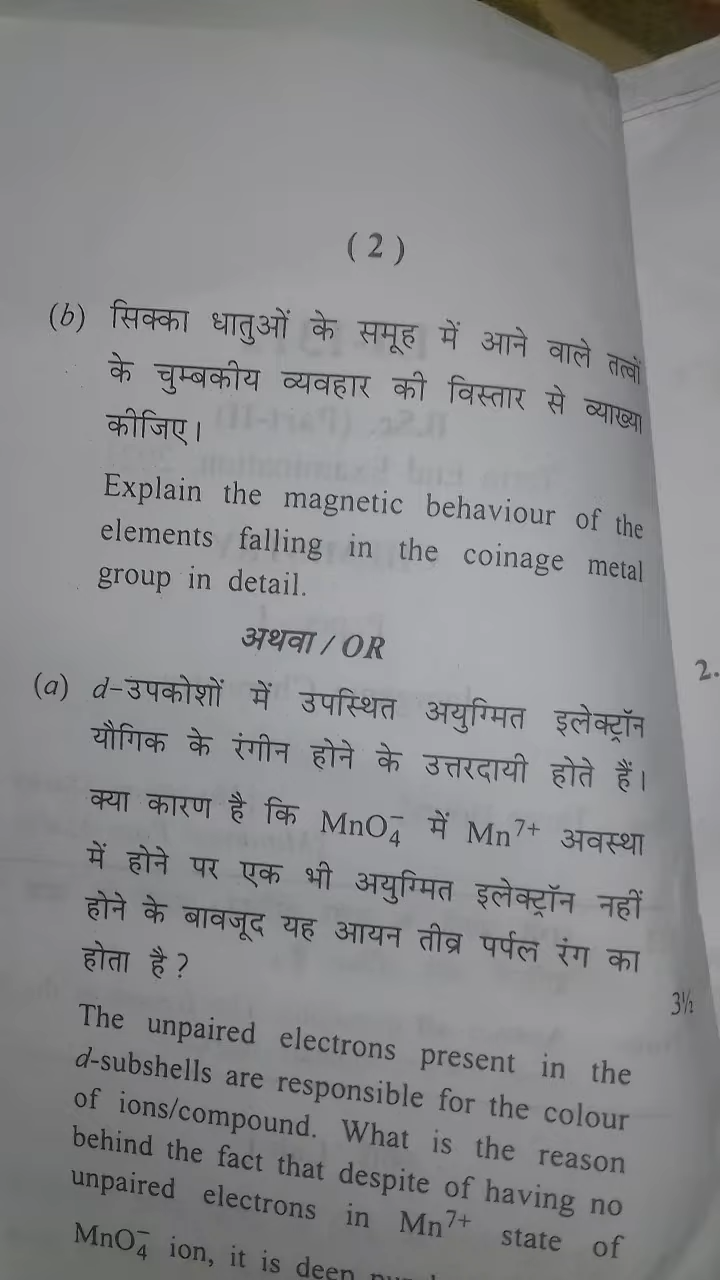 ( 2 )
(b) सिक्का धातुओं के समूह में आने वाले तत्वों
के चुम्बकीय व्यवहार की विस्तार से व्याख्या
कीजिए।
Explain the magnetic behaviour of the
elements falling in the coinage metal
group in detail.
अथवा / OR
(a) d-उपकोशों में उपस्थित अयुग्मित इलेक्ट्रॉन
यौगिक के रंगीन होने के उत्तरदायी होते हैं।
क्या कारण है कि MnO₄⁻ में Mn⁷⁺ अवस्था
में होने पर एक भी अयुग्मित इलेक्ट्रॉन नहीं
होने के बावजूद यह आयन तीव्र पर्पल रंग का
होता है ?
The unpaired electrons present in the
d-subshells are responsible for the colour
of ions/compound. What is the reason
behind the fact that despite of having no
unpaired electrons in Mn⁷⁺ state of
MnO₄⁻ ion, it is deep
2.
3½